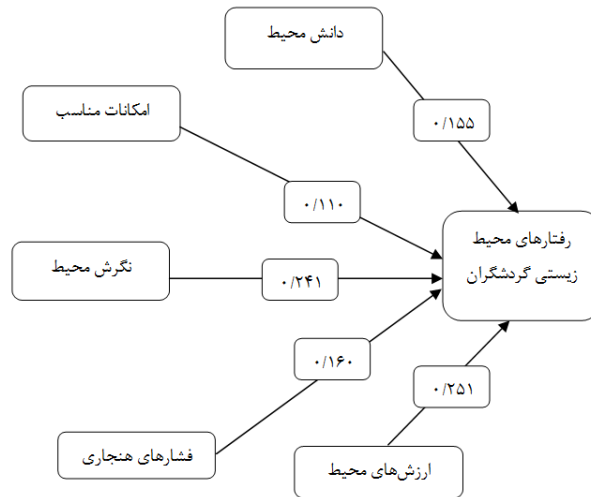 دانش محیط
امکانات مناسب
۰/۱۵۵
۰/۱۱۰
رفتارهای محیط
زیستی گردشگران
نگرش محیط
۰/۲۴۱
۰/۱۶۰
۰/۲۵۱
فشارهای هنجاری
ارزش‌های محیط